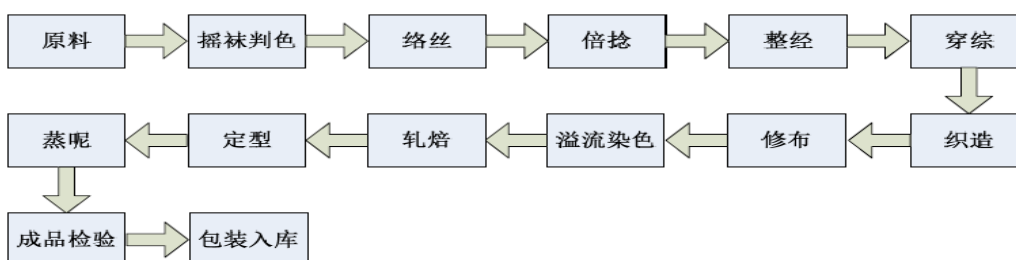 原料
摇袜判色
络丝
倍捻
整经
穿综
织造
修布
溢流染色
轧焙
定型
蒸呢
成品检验
包装入库